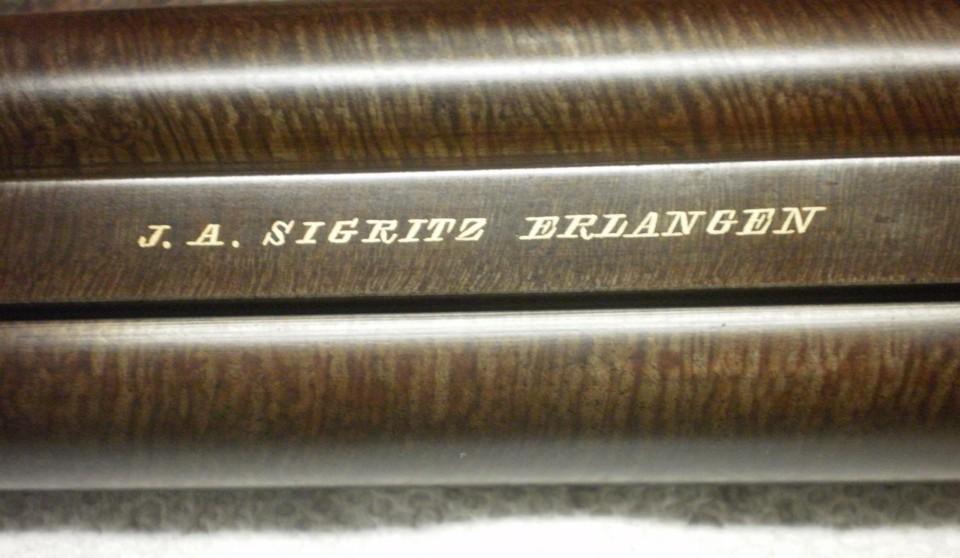 J. A. SIGRITZ ERLANGEN